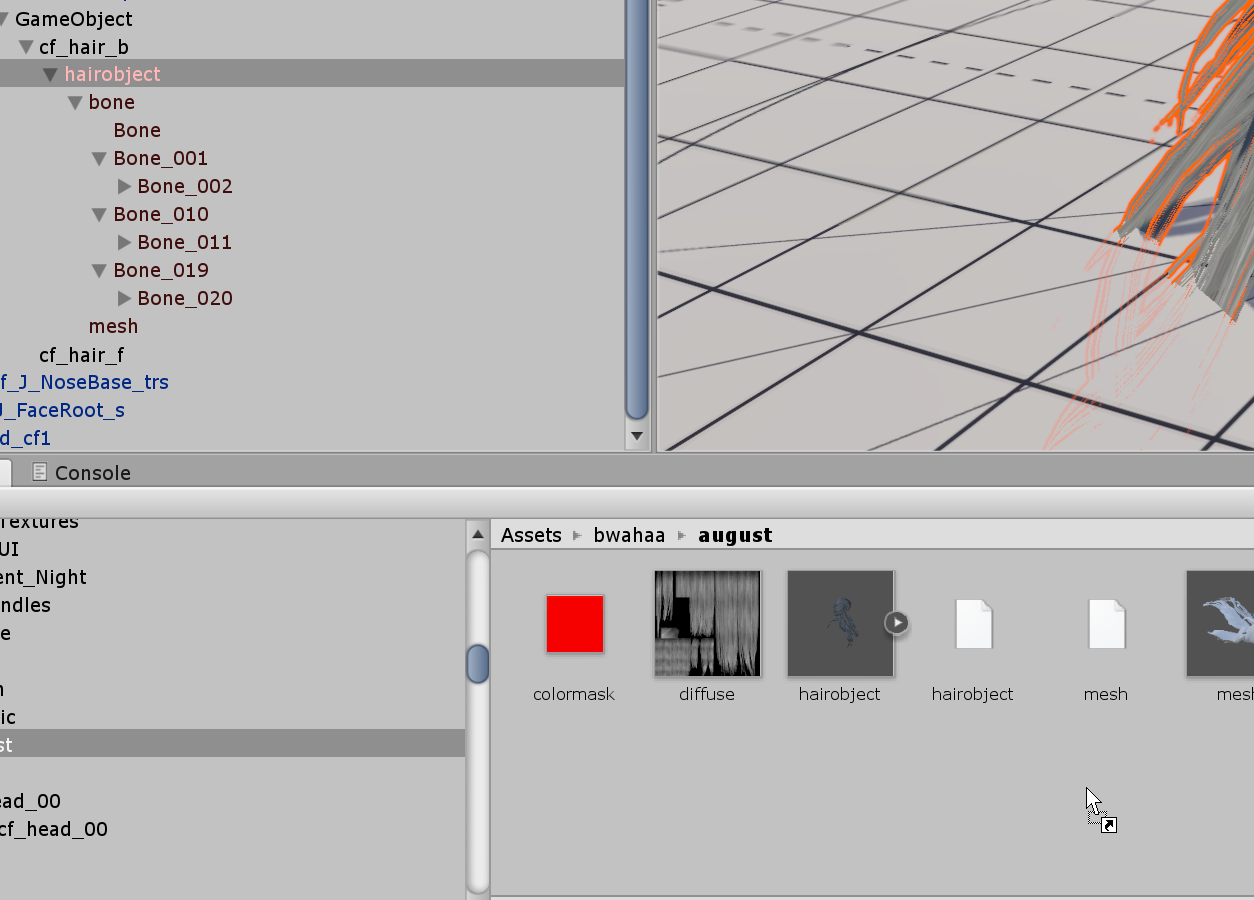 GameObject
cf_hair_b
hairobject
bone
Bone
Bone_001
Bone_002
Bone_010
Bone_011
Bone_019
Bone_020
mesh
cf_hair_f
f_J_NoseBase_trs
J_FaceRoot_s
d_cf1
Console
Textures
UI
ent_Night
ndles
e
n
ic
st
ead_00
cf_head_00
Assets bwahaa august
colormask diffuse hairobject hairobject mesh mesh